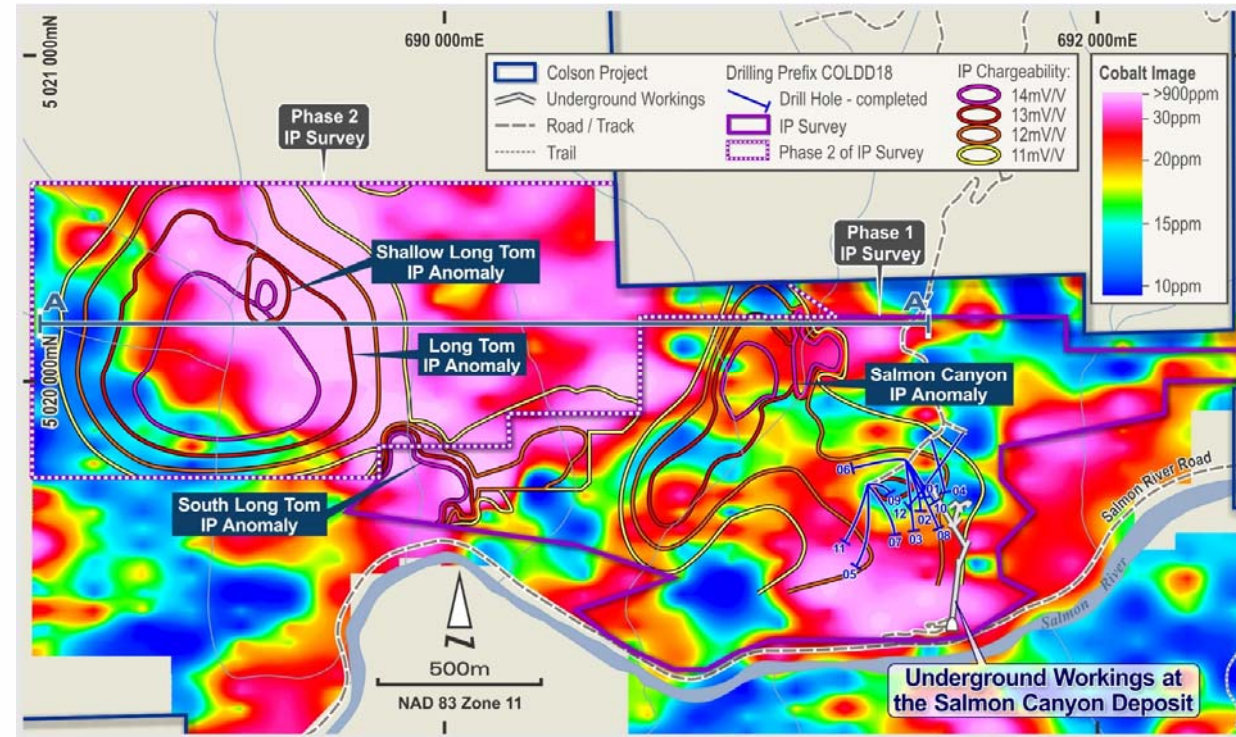 690 000mE
692 000mE
5 021 000mN
5 020 000mN
Colson Project
Underground Workings
Road / Track
Trail
Drilling Prefix COLDD18
Drill Hole - completed
IP Survey
Phase 2 of IP Survey
IP Chargeability:
14mV/V
13mV/V
12mV/V
11mV/V
Cobalt Image
>900ppm
30ppm
20ppm
15ppm
10ppm
Phase 2
IP Survey
Phase 1
IP Survey
Shallow Long Tom
IP Anomaly
A
A'
Long Tom
IP Anomaly
Salmon Canyon
IP Anomaly
South Long Tom
IP Anomaly
06
09
01
04
12
02
10
11
07
03
08
05
Salmon River Road
Salmon River
Z
500m
NAD 83 Zone 11
Underground Workings at
the Salmon Canyon Deposit